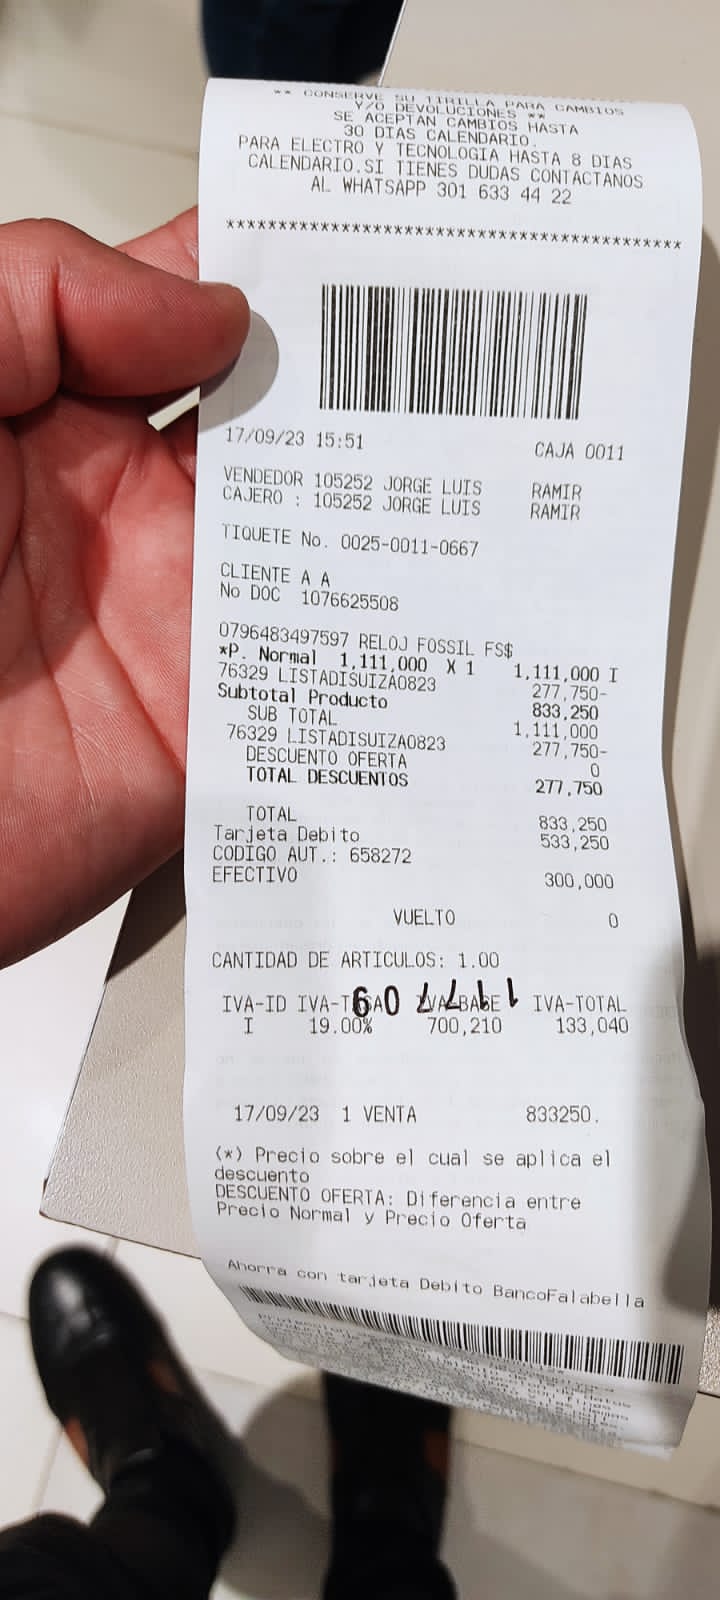 ** CONSERVE SU TIRILLA PARA CAMBIOS
Y/O DEVOLUCIONES **
SE ACEPTAN CAMBIOS HASTA
30 DIAS CALENDARIO.
PARA ELECTRO Y TECNOLOGIA HASTA 8 DIAS
CALENDARIO.SI TIENES DUDAS CONTACTANOS
AL WHATSAPP 301 633 44 22
*****************************************
17/09/23 15:51 CAJA 0011
VENDEDOR 105252 JORGE LUIS RAMIR
CAJERO : 105252 JORGE LUIS RAMIR
TIQUETE No. 0025-0011-0667
CLIENTE A A
No DOC 1076625508
0796483497597 RELOJ FOSSIL FS$
*P. Normal 1,111,000 X 1 1,111,000 I
76329 LISTADISUIZA0823 277,750-
Subtotal Producto 833,250
SUB TOTAL 1,111,000
76329 LISTADISUIZA0823 277,750-
DESCUENTO OFERTA 0
TOTAL DESCUENTOS 277,750
TOTAL 833,250
Tarjeta Debito 533,250
CODIGO AUT.: 658272
EFECTIVO 300,000
VUELTO 0
CANTIDAD DE ARTICULOS: 1.00
IVA-ID IVA-TASA IVA-BASE IVA-TOTAL
I 19.00% 700,210 133,040
17/09/23 1 VENTA 833250.
(*) Precio sobre el cual se aplica el
descuento
DESCUENTO OFERTA: Diferencia entre
Precio Normal y Precio Oferta
Ahorra con tarjeta Debito BancoFalabella